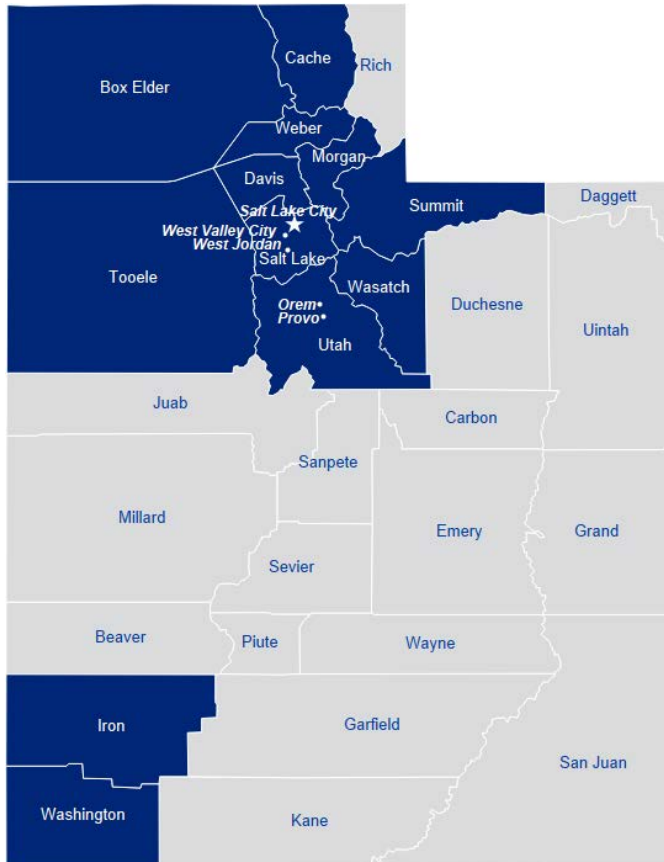 Cache
Rich
Box Elder
Weber
Morgan
Davis
Salt Lake City
Summit
Daggett
West Valley City
West Jordan
Salt Lake
Tooele
Wasatch
Duchesne
Uintah
Orem
Provo
Utah
Juab
Carbon
Sanpete
Millard
Emery
Grand
Sevier
Beaver
Piute
Wayne
Iron
Garfield
San Juan
Washington
Kane